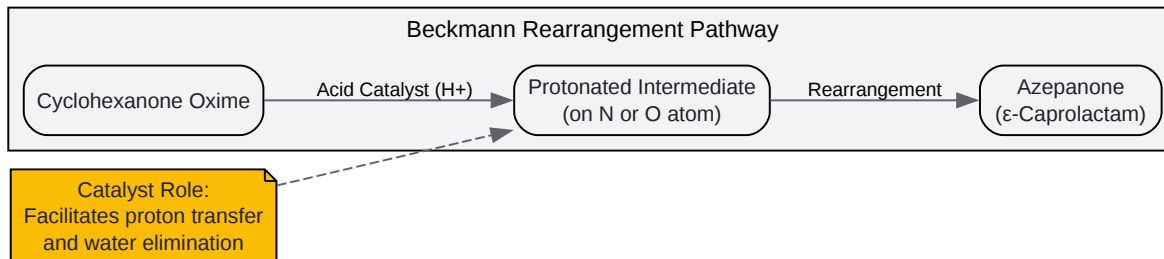 Beckmann Rearrangement Pathway
Cyclohexanone Oxime
Acid Catalyst (H+)
Protonated Intermediate
(on N or O atom)
Rearrangement
Azepanone
(ε-Caprolactam)
Catalyst Role:
Facilitates proton transfer
and water elimination